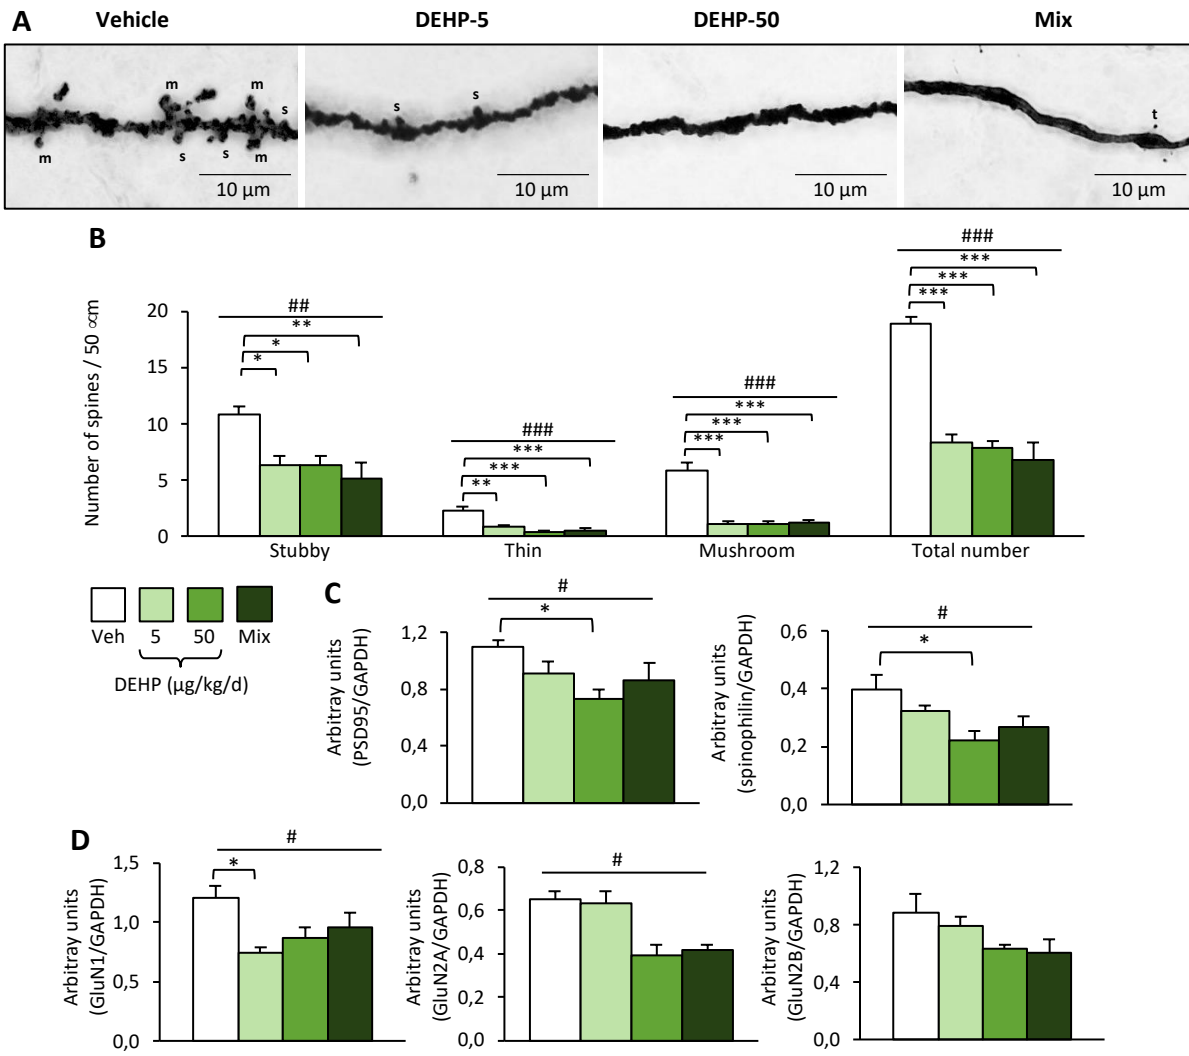 A
Vehicle
DEHP-5
DEHP-50
Mix
m
m
s
m
s
s
m
10 µm
s
s
10 µm
10 µm
t
10 µm
B
Number of spines / 50 ∝m
20
15
10
5
0
##
**
*
*
Stubby
###
***
***
**
Thin
###
***
***
***
Mushroom
###
***
***
***
Total number
Veh
5
50
Mix
DEHP (µg/kg/d)
C
Arbitray units
(PSD95/GAPDH)
1,2
0,8
0,4
0,0
#
*
Arbitray units
(spinophilin/GAPDH)
0,6
0,4
0,2
0,0
#
*
D
Arbitray units
(GluN1/GAPDH)
1,5
1,0
0,5
0,0
#
*
Arbitray units
(GluN2A/GAPDH)
0,8
0,6
0,4
0,2
0,0
#
Arbitray units
(GluN2B/GAPDH)
1,2
0,8
0,4
0,0